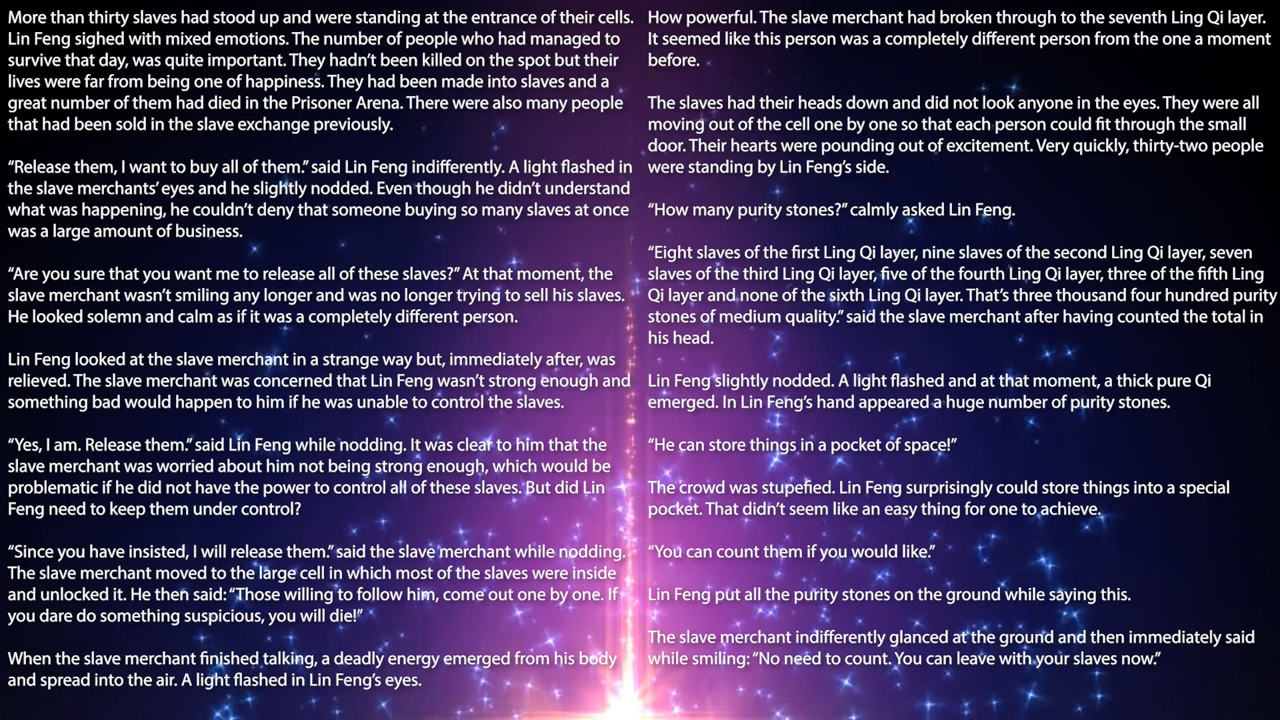 More than thirty slaves had stood up and were standing at the entrance of their cells.
Lin Feng sighed with mixed emotions. The number of people who had managed to
survive that day, was quite important. They hadn’t been killed on the spot but their
lives were far from being one of happiness. They had been made into slaves and a
great number of them had died in the Prisoner Arena. There were also many people
that had been sold in the slave exchange previously.
“Release them, I want to buy all of them.” said Lin Feng indifferently. A light flashed in
the slave merchants’ eyes and he slightly nodded. Even though he didn’t understand
what was happening, he couldn’t deny that someone buying so many slaves at once
was a large amount of business.
“Are you sure that you want me to release all of these slaves?” At that moment, the
slave merchant wasn’t smiling any longer and was no longer trying to sell his slaves.
He looked solemn and calm as if it was a completely different person.
Lin Feng looked at the slave merchant in a strange way but, immediately after, was
relieved. The slave merchant was concerned that Lin Feng wasn’t strong enough and
something bad would happen to him if he was unable to control the slaves.
“Yes, I am. Release them.” said Lin Feng while nodding. It was clear to him that the
slave merchant was worried about him not being strong enough, which would be
problematic if he did not have the power to control all of these slaves. But did Lin
Feng need to keep them under control?
“Since you have insisted, I will release them.” said the slave merchant while nodding.
The slave merchant moved to the large cell in which most of the slaves were inside
and unlocked it. He then said: “Those willing to follow him, come out one by one. If
you dare do something suspicious, you will die!”
When the slave merchant finished talking, a deadly energy emerged from his body
and spread into the air. A light flashed in Lin Feng’s eyes.
How powerful. The slave merchant had broken through to the seventh Ling Qi layer.
It seemed like this person was a completely different person from the one a moment
before.
The slaves had their heads down and did not look anyone in the eyes. They were all
moving out of the cell one by one so that each person could fit through the small
door. Their hearts were pounding out of excitement. Very quickly, thirty-two people
were standing by Lin Feng’s side.
“How many purity stones?” calmly asked Lin Feng.
“Eight slaves of the first Ling Qi layer, nine slaves of the second Ling Qi layer, seven
slaves of the third Ling Qi layer, five of the fourth Ling Qi layer, three of the fifth Ling
Qi layer and none of the sixth Ling Qi layer. That’s three thousand four hundred purity
stones of medium quality.” said the slave merchant after having counted the total in
his head.
Lin Feng slightly nodded. A light flashed and at that moment, a thick pure Qi
emerged. In Lin Feng’s hand appeared a huge number of purity stones.
“He can store things in a pocket of space!”
The crowd was stupefied. Lin Feng surprisingly could store things into a special
pocket. That didn’t seem like an easy thing for one to achieve.
“You can count them if you would like.”
Lin Feng put all the purity stones on the ground while saying this.
The slave merchant indifferently glanced at the ground and then immediately said
while smiling: “No need to count. You can leave with your slaves now.”